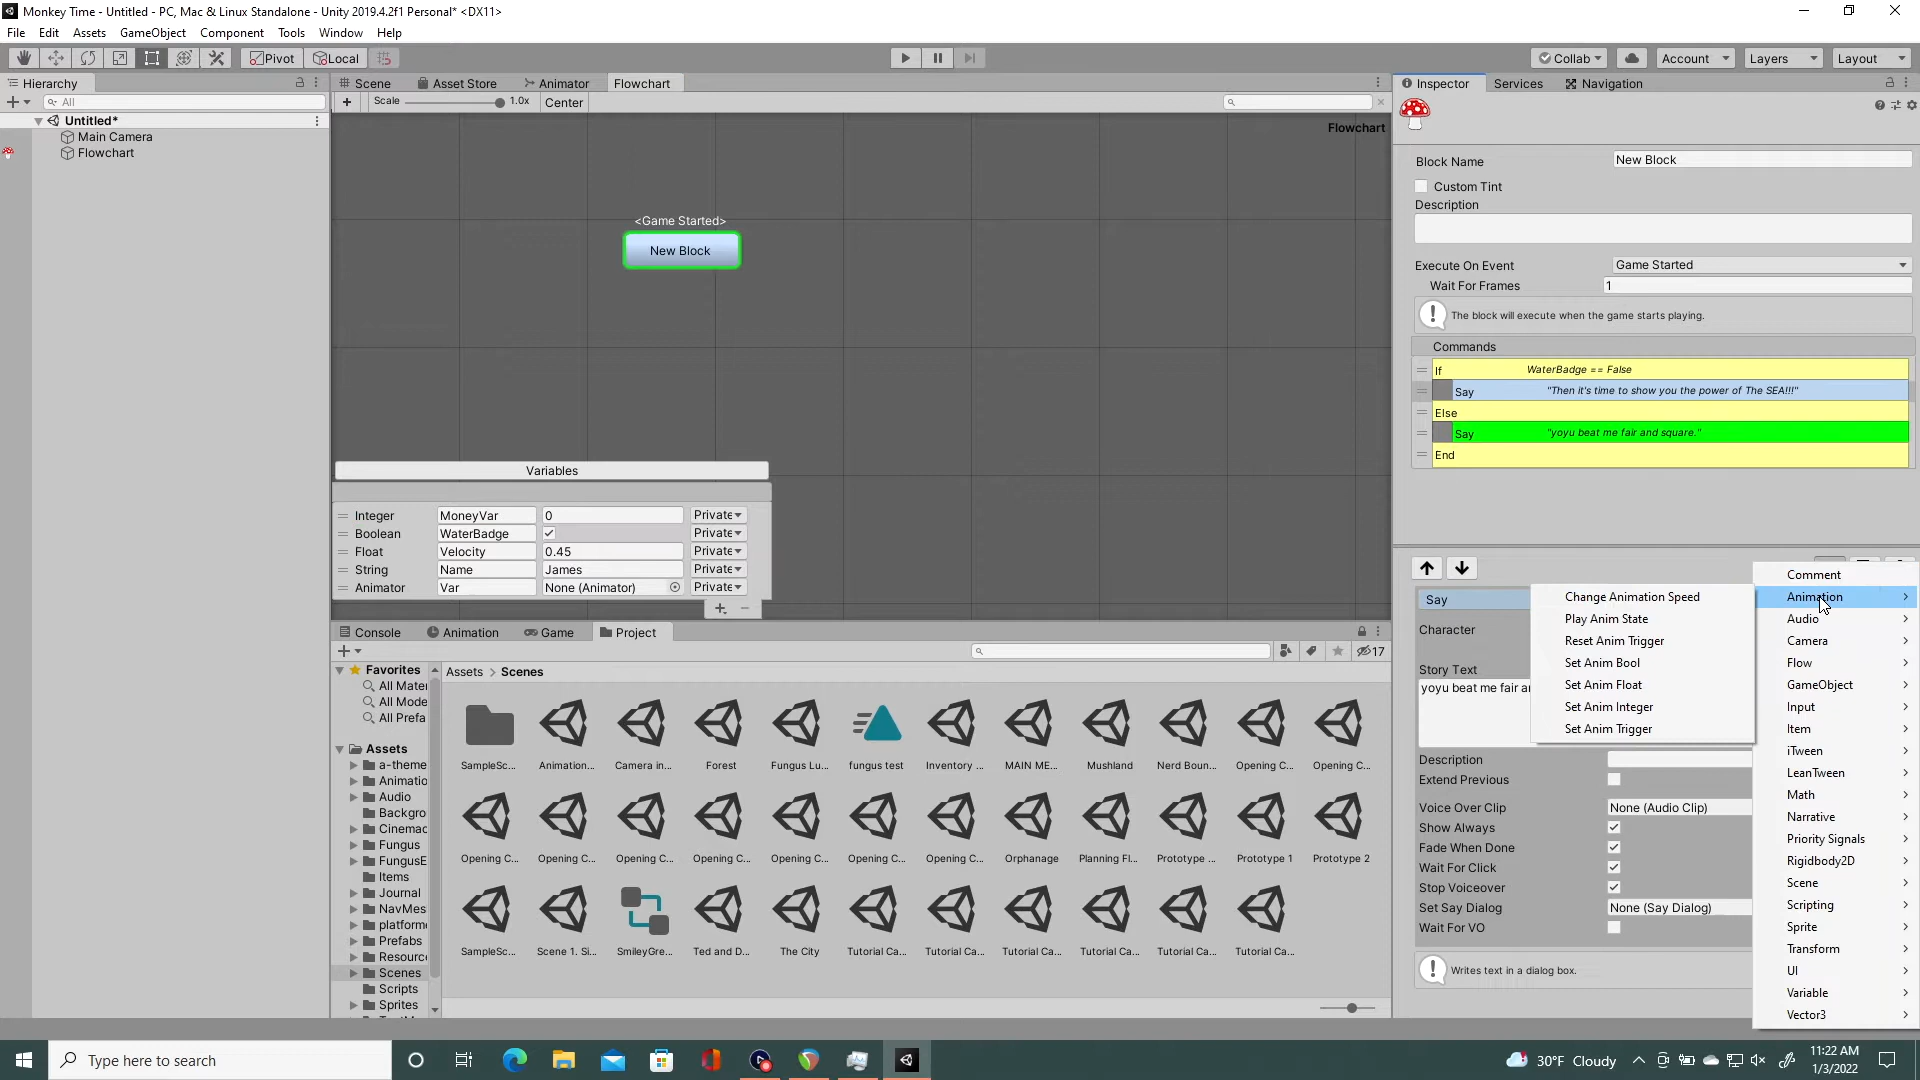 Monkey Time - Untitled - PC, Mac & Linux Standalone - Unity 2019.4.2f1 Personal* <DX11>
File Edit Assets GameObject Component Tools Window Help
Pivot Local Collab Account Layers Layout
Hierarchy
All
Untitled*
Main Camera
Flowchart
Scene Asset Store Animator Flowchart
Scale 1.0x Center
Flowchart
<Game Started>
New Block
Variables
Integer MoneyVar 0 Private
Boolean WaterBadge Private
Float Velocity 0.45 Private
String Name James Private
Animator Var None (Animator) Private
Console Animation Game Project
17
Favorites
All Mater
All Mode
All Prefa
Assets
a-theme
Animatio
Audio
Backgro
Cinemac
Fungus
FungusE
Items
Journal
NavMes
platforme
Prefabs
Resource
Scenes
Scripts
Sprites
Assets Scenes
SampleSc... Animation... Camera in... Forest Fungus Lu... fungus test Inventory ... MAIN ME... Mushland Nerd Boun... Opening C... Opening C...
Opening C... Opening C... Opening C... Opening C... Opening C... Opening C... Opening C... Orphanage Planning Fl... Prototype ... Prototype 1 Prototype 2
SampleSc... Scene 1. Si... SmileyGre... Ted and D... The City Tutorial Ca... Tutorial Ca... Tutorial Ca... Tutorial Ca... Tutorial Ca... Tutorial Ca...
Inspector Services Navigation
Block Name New Block
Custom Tint
Description
Execute On Event Game Started
Wait For Frames 1
The block will execute when the game starts playing.
Commands
If WaterBadge == False
Say "Then it's time to show you the power of The SEA!!!"
Else
Say "yoyu beat me fair and square."
End
Say
Character
Story Text
yoyu beat me fair an
Description
Extend Previous
Voice Over Clip None (Audio Clip)
Show Always
Fade When Done
Wait For Click
Stop Voiceover
Set Say Dialog None (Say Dialog)
Wait For VO
Writes text in a dialog box.
Change Animation Speed
Play Anim State
Reset Anim Trigger
Set Anim Bool
Set Anim Float
Set Anim Integer
Set Anim Trigger
Comment
Animation
Audio
Camera
Flow
GameObject
Input
Item
iTween
LeanTween
Math
Narrative
Priority Signals
Rigidbody2D
Scene
Scripting
Sprite
Transform
UI
Variable
Vector3
Type here to search
30°F Cloudy
11:22 AM
1/3/2022